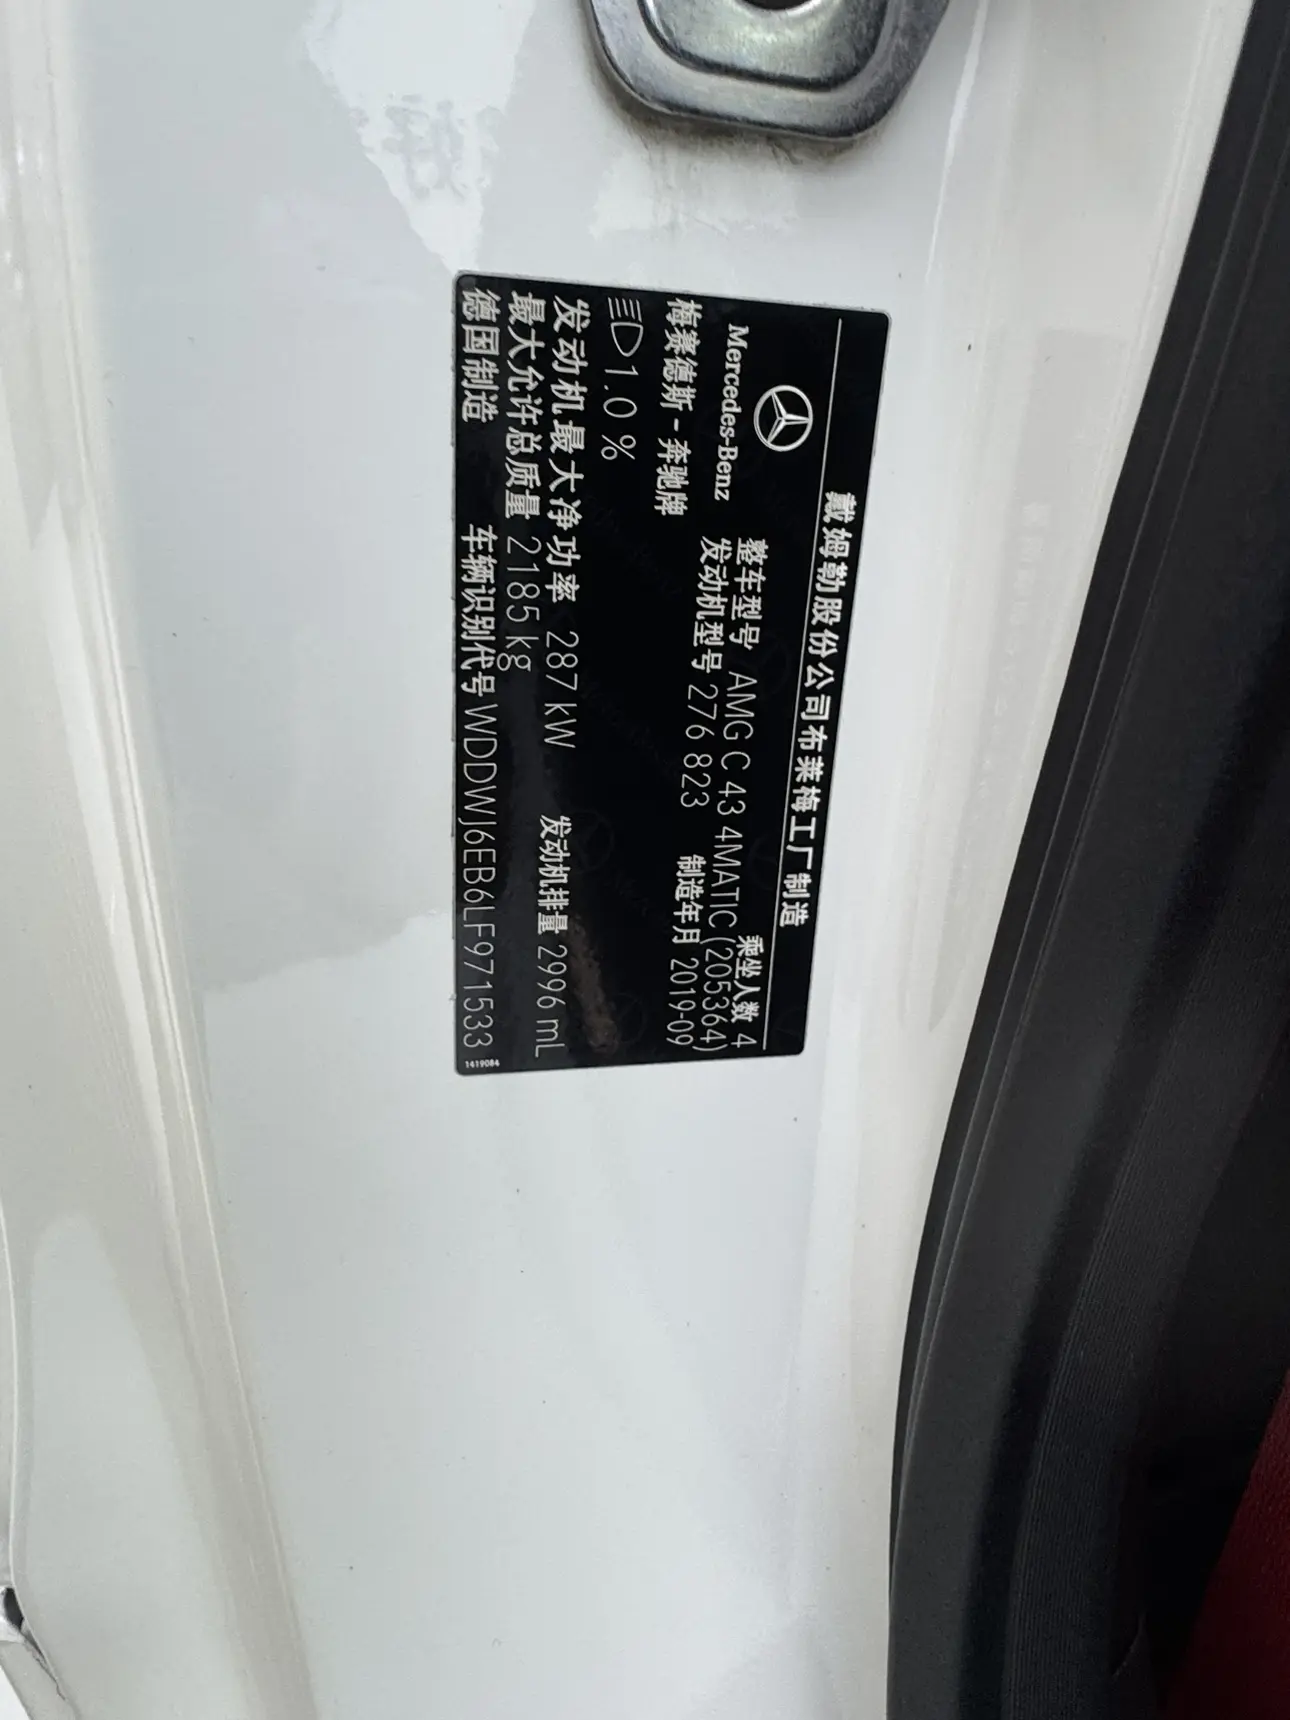 戴姆勒股份公司布莱梅工厂制造
Mercedes-Benz
梅赛德斯-奔驰牌
乘坐人数 4
整车型号 AMG C 43 4MATIC (205364)
发动机型号 276 823 制造年月 2019-09
1.0 %
发动机最大净功率 287 kW 发动机排量 2996 mL
最大允许总质量 2185 kg
德国制造 车辆识别代号 WDDWJ6EB6LF971533
1419084